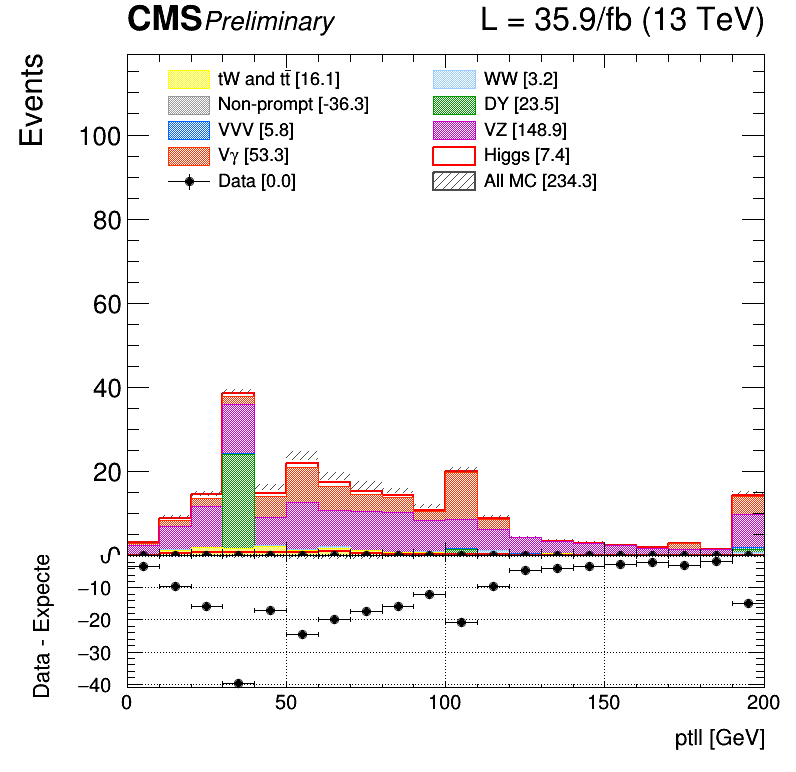 CMS Preliminary L = 35.9/fb (13 TeV)
Events
tW and tt̄ [16.1]
Non-prompt [-36.3]
VVV [5.8]
Vγ [53.3]
Data [0.0]
WW [3.2]
DY [23.5]
VZ [148.9]
Higgs [7.4]
All MC [234.3]
100
80
60
40
20
0
Data - Expecte
−10
−20
−30
−40
0 50 100 150 200
ptll [GeV]